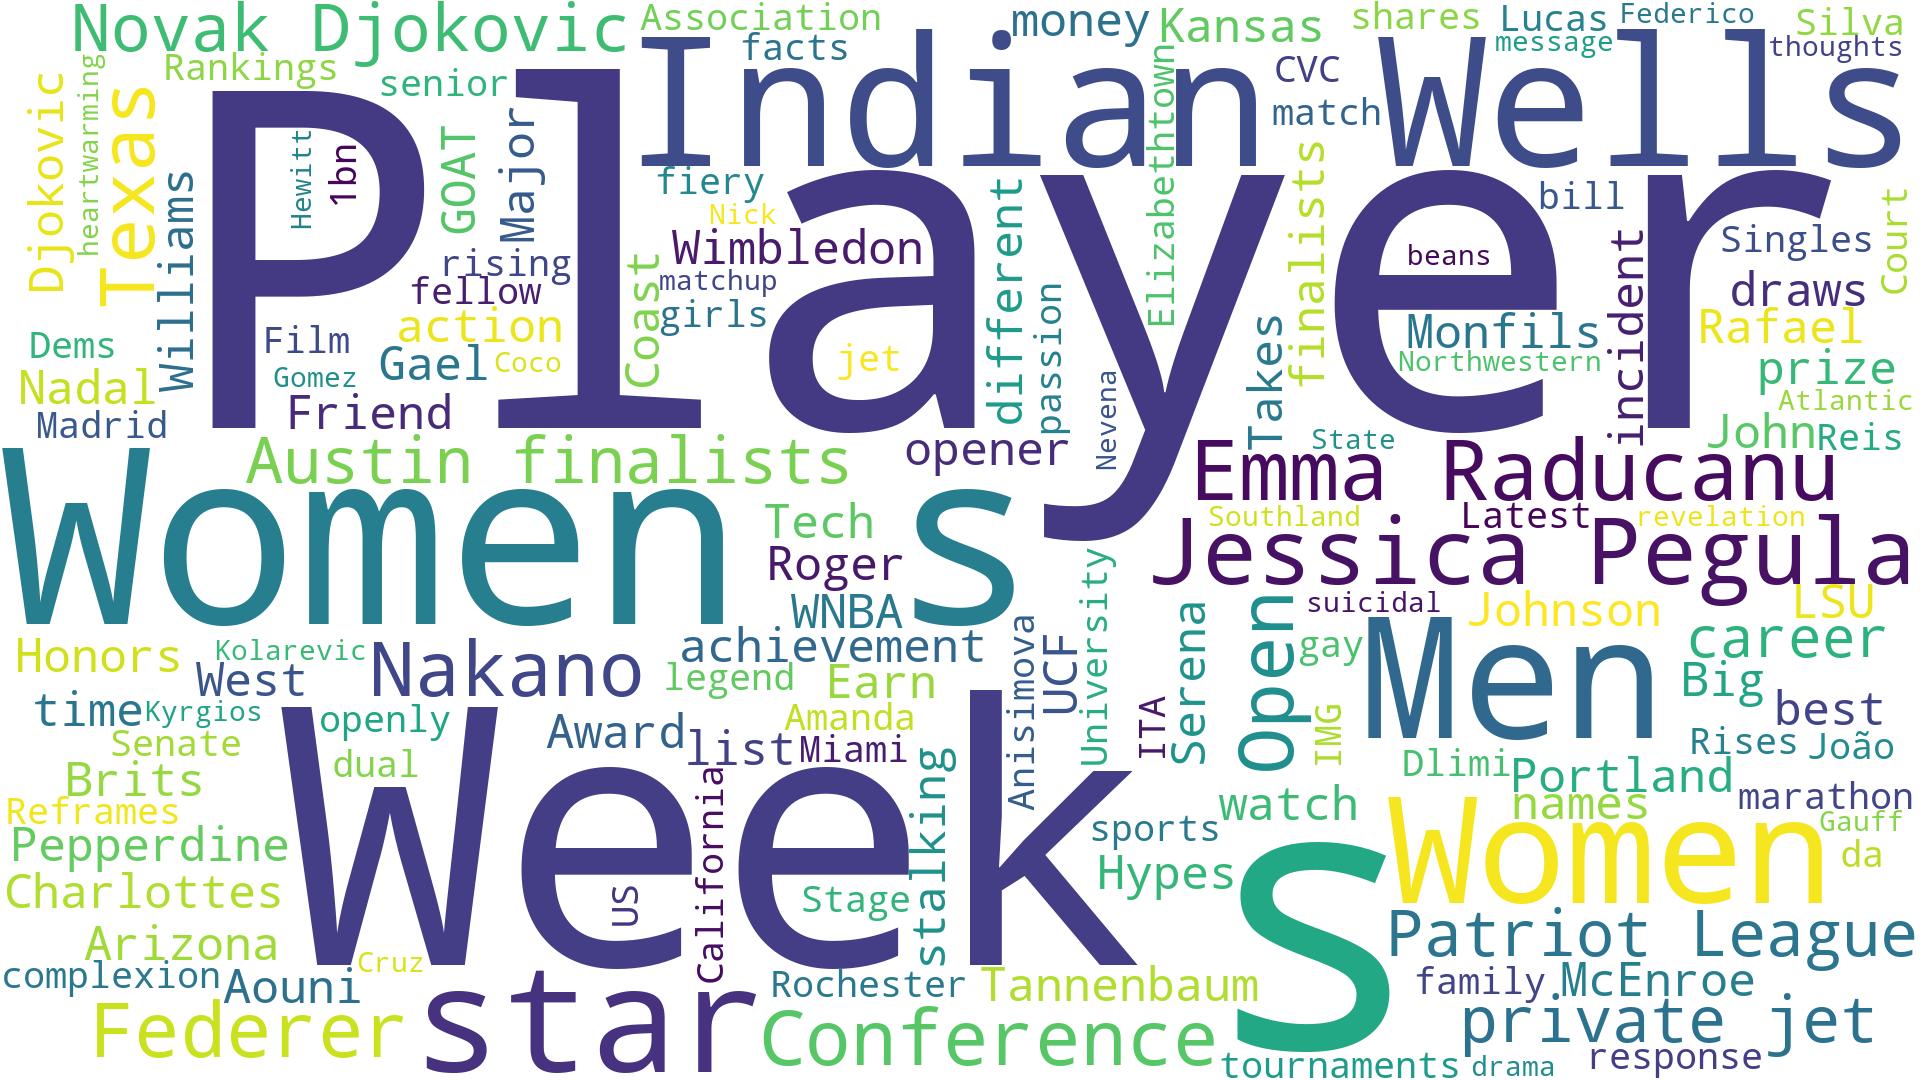 Novak Djokovic
Association
money
Kansas
shares
Lucas
Federico
Silva
facts
message
thoughts
Rankings
senior
Indian Wells
CVC
match
Djokovic
heartwarming
Texas
Player
Hewitt
1bn
GOAT
Major
fiery
Nick
Wimbledon
matchup
girls
different
Elizabethtown
finalists
bill
incident
Singles
Court
beans
draws
Williams
rising
fellow
action
Coast
passion
Takes
Monfils
Rafael
Northwestern
prize
Dems
Film
Gael
Coco
jet
Gomez
Nadal
Friend
Madrid
Nevena
Atlantic
State
John
Reis
Austin finalists
opener
Emma Raducanu
Women s
Tech
Southland
Latest
revelation
Roger
Jessica Pegula
University
WNBA
suicidal
Johnson
LSU
Honors
Kolarevic
West
Nakano
achievement
legend
Earn
Anisimova
UCF
ITA
Serena
Open
gay
IMG
Men
career
Big
time
Kyrgios
openly
Award
list
Amanda
Miami
best
Senate
dual
Rises
João
Brits
Week
stalking
Dlimi
Portland
Reframes
California
sports
watch
names
Women
marathon
Gauff
Pepperdine
da
Charlottes
US
Stage
Hypes
s
Arizona
Cruz
Patriot League
complexion
Aouni
Rochester
Tannenbaum
family
McEnroe
Federer
star
Conference
private jet
tournaments
drama
response